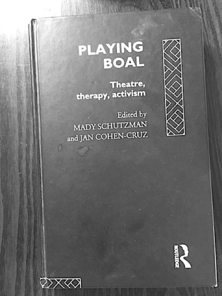 PLAYING
BOAL
Theatre,
therapy, activism
Edited by
MADY SCHUTZMAN
and JAN COHEN-CRUZ
R
ROUTLEDGE